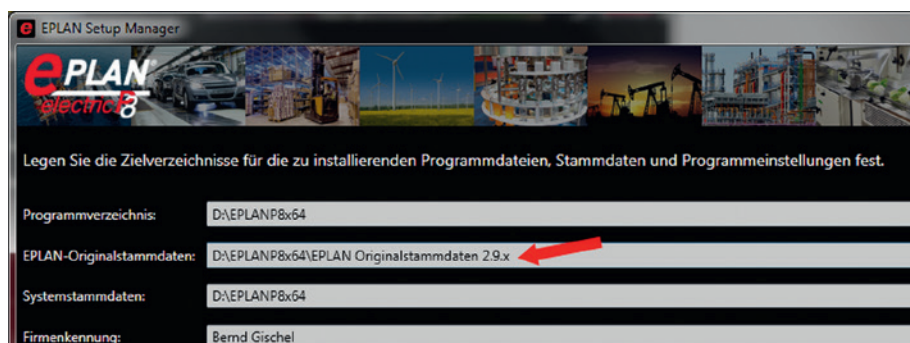 EPLAN Setup Manager
ePLAN
electric P8
Legen Sie die Zielverzeichnisse für die zu installierenden Programmdateien, Stammdaten und Programmeinstellungen fest.
Programmverzeichnis: D:\EPLANP8x64
EPLAN-Originalstammdaten: D:\EPLANP8x64\EPLAN Originalstammdaten 2.9.x
Systemstammdaten: D:\EPLANP8x64
Firmenkennung: Bernd Gischel